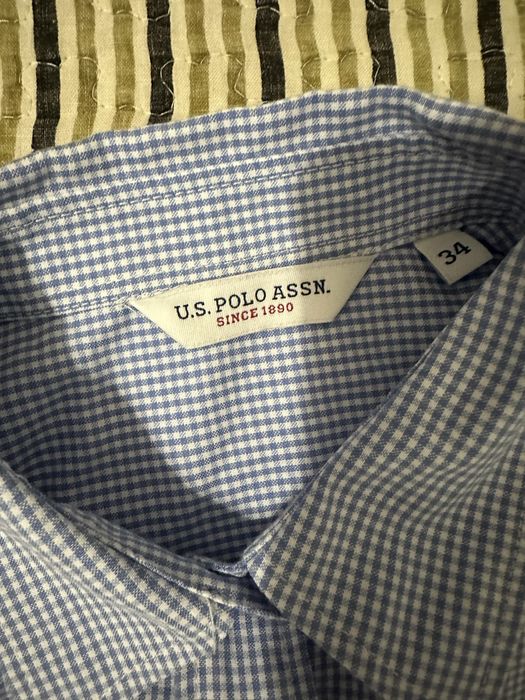 U.S. POLO ASSN.
SINCE 1890
34